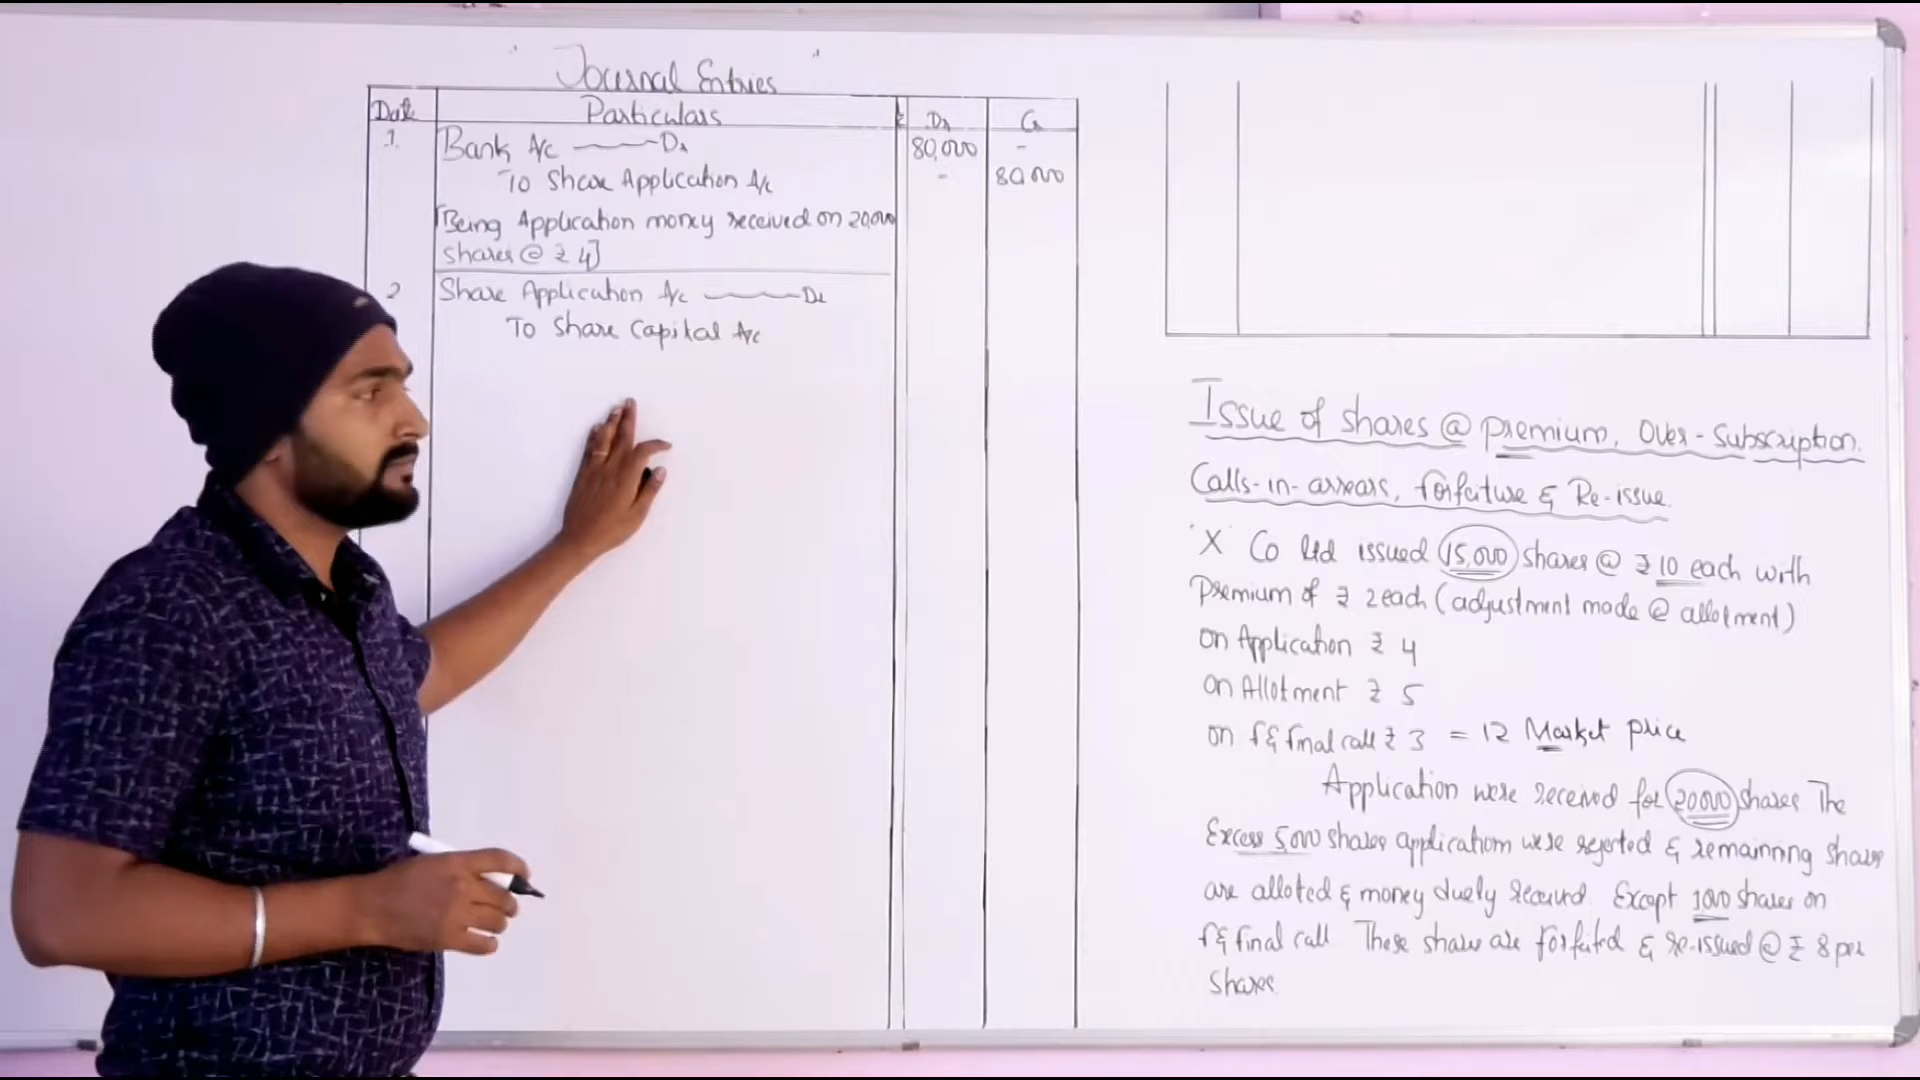 " Journal Entries "
Date Particulars ₹ Dr Cr
1. Bank A/c Dr 80,000 -
To Share Application A/c - 80,000
[Being Application money received on 20,000
shares @ ₹ 4]
2 Share Application A/c Dr
To Share Capital A/c
Issue of shares @ premium, Over-Subscription.
Calls-in-arrears, forfeiture & Re-issue.
'X' Co Ltd issued 15,000 shares @ ₹ 10 each with
Premium of ₹ 2 each (adjustment made @ allotment)
on Application ₹ 4
on Allotment ₹ 5
on f & final call ₹ 3 = 12 Market price
Application were received for 20000 shares The
Excess 5,000 shares applications were rejected & remaining shares
are alloted & money duely received. Except 1000 shares on
f & final call These share are forfeited & re-issued @ ₹ 8 per
shares.